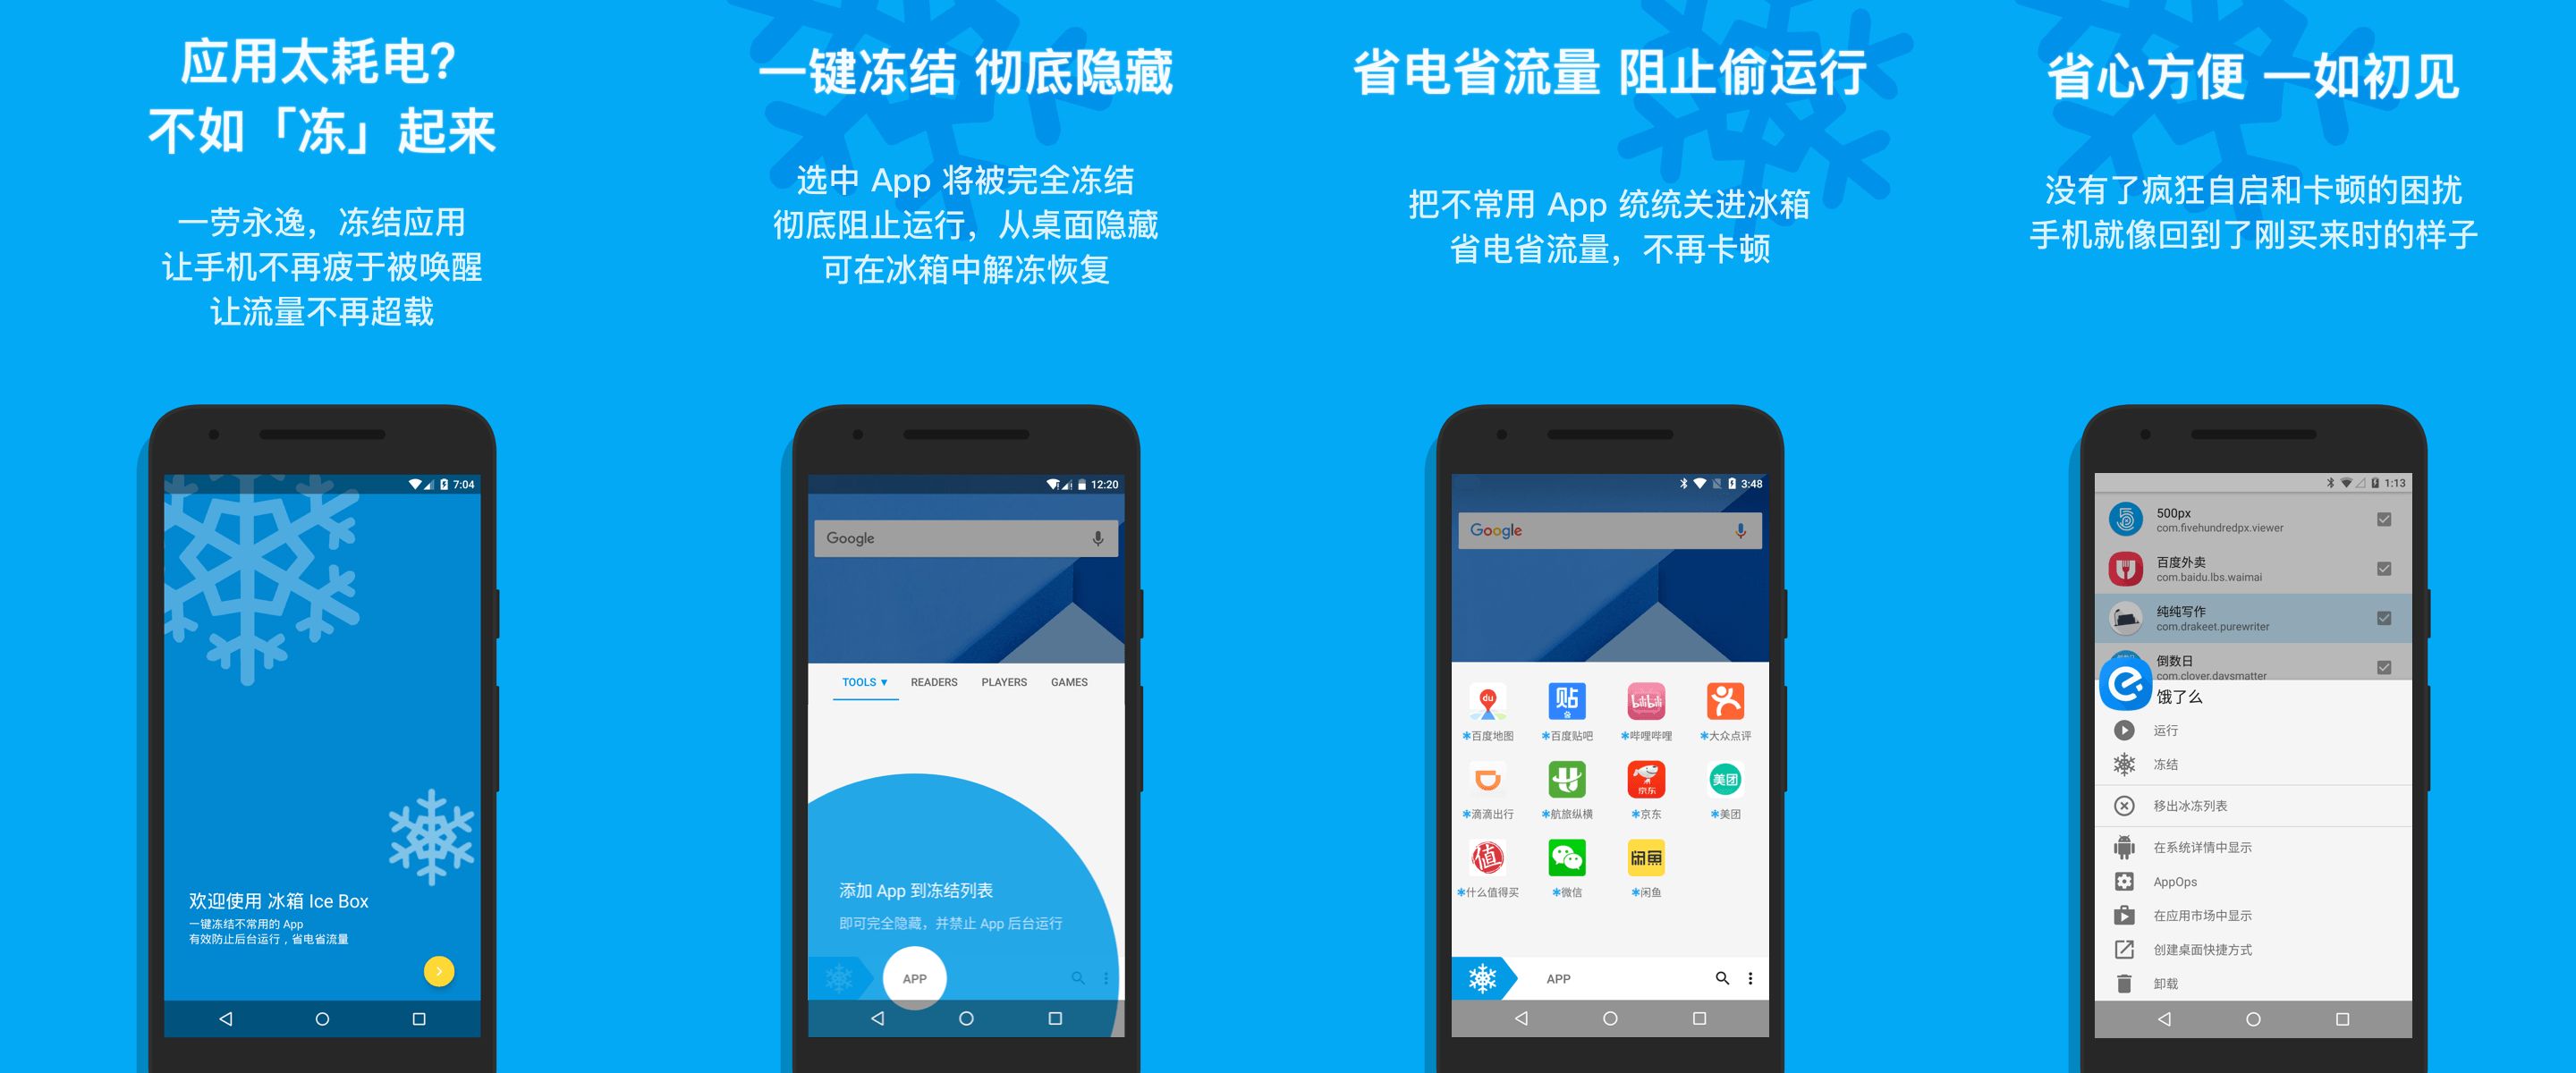 应用太耗电?
不如「冻」起来
一劳永逸，冻结应用
让手机不再疲于被唤醒
让流量不再超载
7:04
欢迎使用 冰箱 Ice Box
一键冻结不常用的 App
有效防止后台运行，省电省流量
一键冻结 彻底隐藏
选中 App 将被完全冻结
彻底阻止运行，从桌面隐藏
可在冰箱中解冻恢复
12:20
Google
TOOLS ▾ READERS PLAYERS GAMES
添加 App 到冻结列表
即可完全隐藏，并禁止 App 后台运行
APP
省电省流量 阻止偷运行
把不常用 App 统统关进冰箱
省电省流量，不再卡顿
3:48
Google
du 贴 bilibili
*百度地图 *百度贴吧 *哔哩哔哩 *大众点评
京东 美团
*滴滴出行 *航旅纵横 *京东 *美团
值 闲鱼
*什么值得买 *微信 *闲鱼
APP
省心方便 一如初见
没有了疯狂自启和卡顿的困扰
手机就像回到了刚买来时的样子
1:13
500px
com.fivehundredpx.viewer
百度外卖
com.baidu.lbs.waimai
纯纯写作
com.drakeet.purewriter
倒数日
com.clover.daysmatter
饿了么
运行
冻结
移出冰冻列表
在系统详情中显示
AppOps
在应用市场中显示
创建桌面快捷方式
卸载